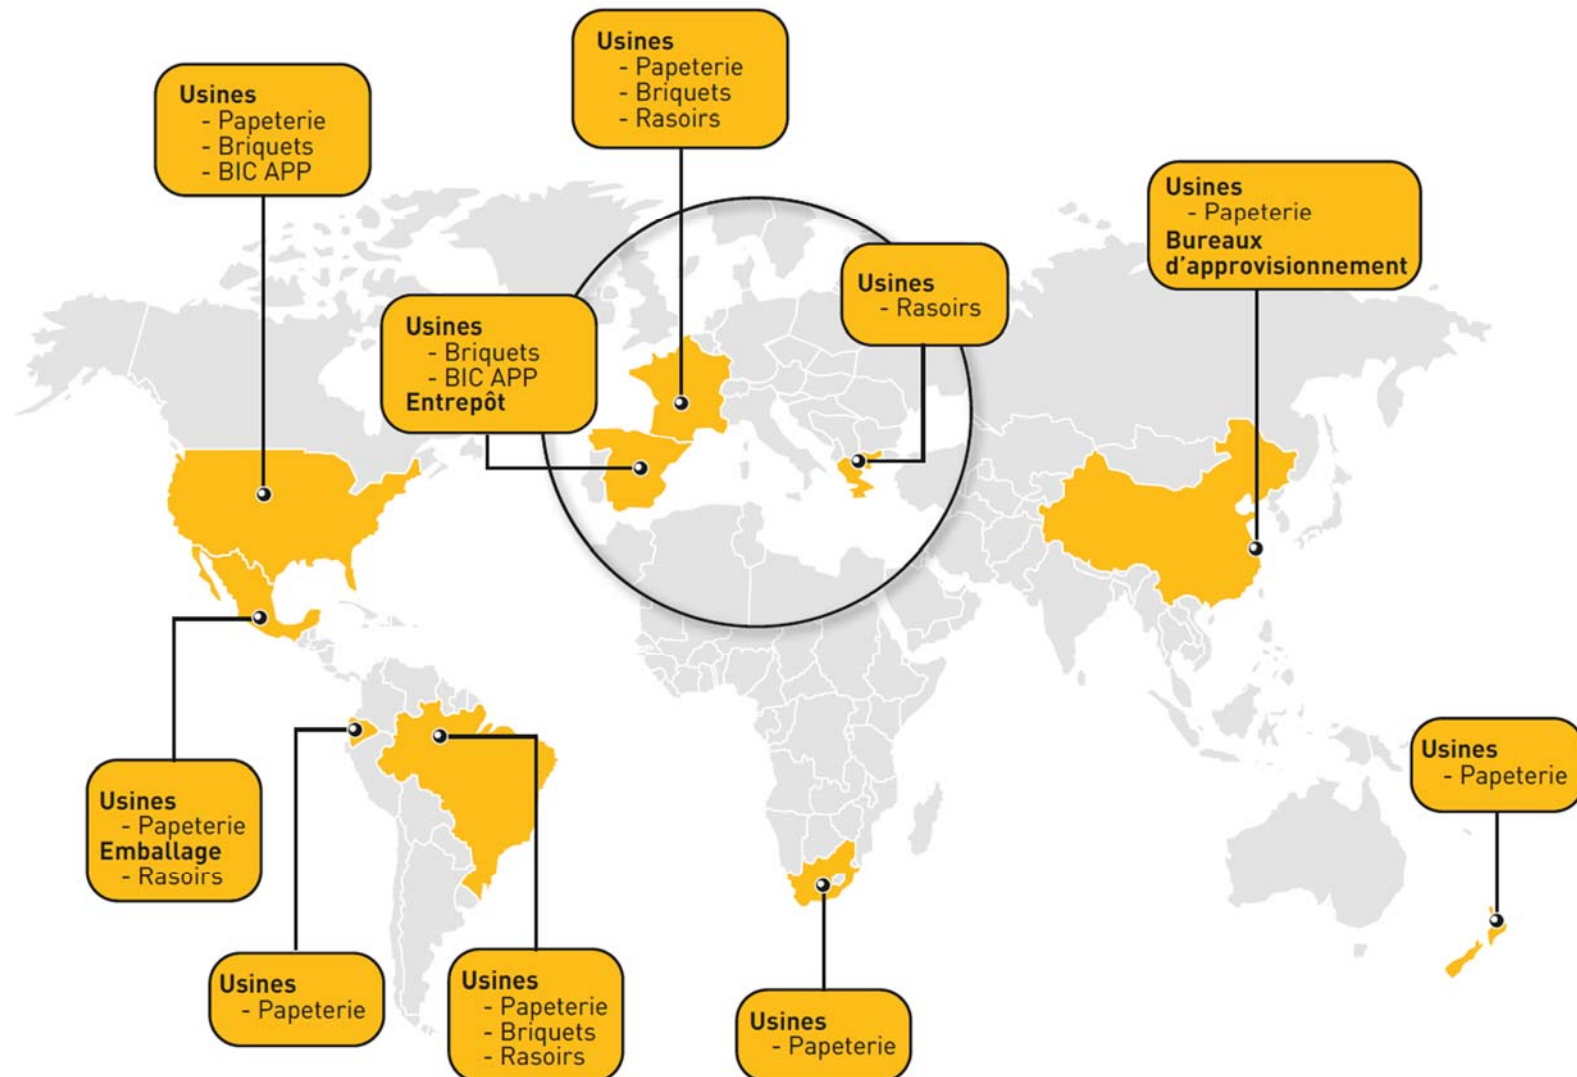 Usines
- Papeterie
- Briquets
- Rasoirs
Usines
- Papeterie
- Briquets
- BIC APP
Usines
- Papeterie
Bureaux
d'approvisionnement
Usines
- Rasoirs
Usines
- Briquets
- BIC APP
Entrepôt
Usines
- Papeterie
Usines
- Papeterie
Emballage
- Rasoirs
Usines
- Papeterie
Usines
- Papeterie
- Briquets
- Rasoirs
Usines
- Papeterie